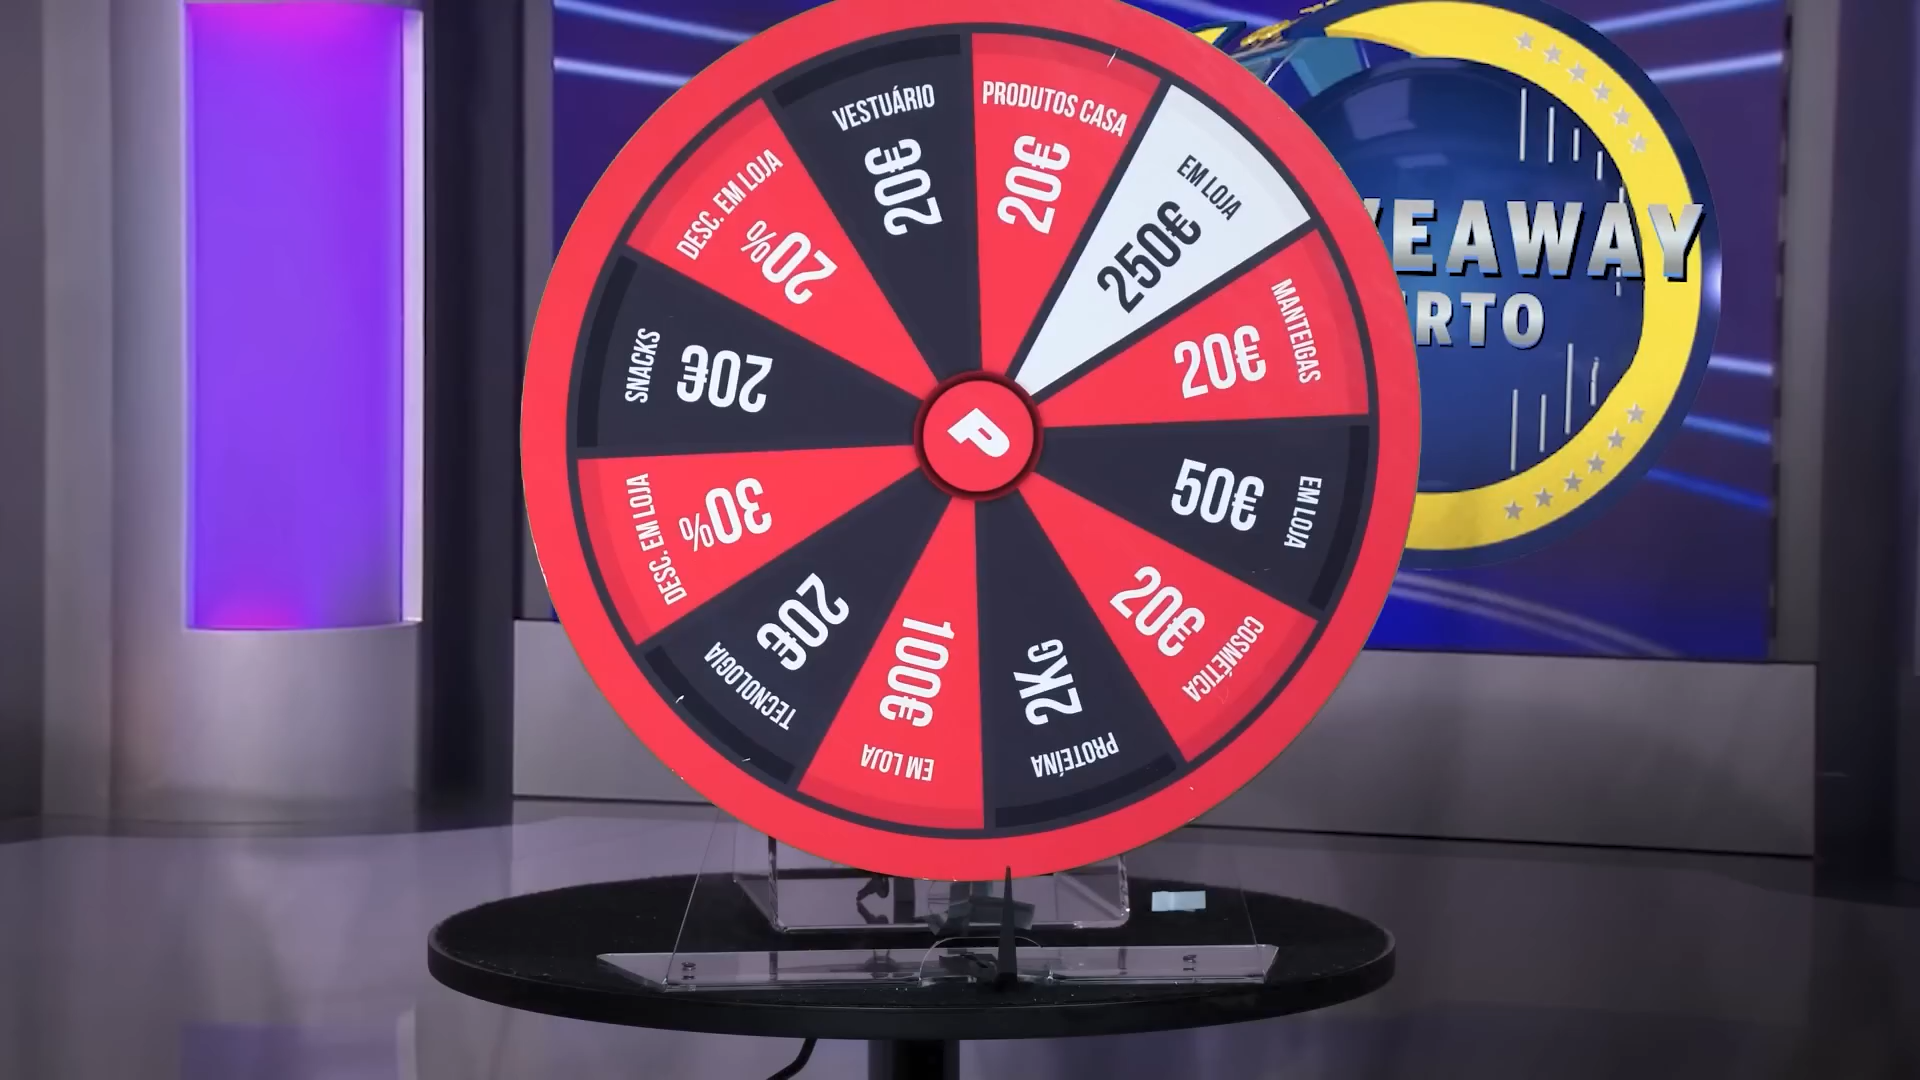 VESTUÁRIO
20€
PRODUTOS CASA
20€
EM LOJA
250€
MANTEIGAS
20€
EM LOJA
50€
COSMÉTICA
20€
PROTEÍNA
2KG
EM LOJA
100€
TECNOLOGIA
20€
DESC. EM LOJA
30%
SNACKS
20€
DESC. EM LOJA
20%
P
VEAWAY
RTO